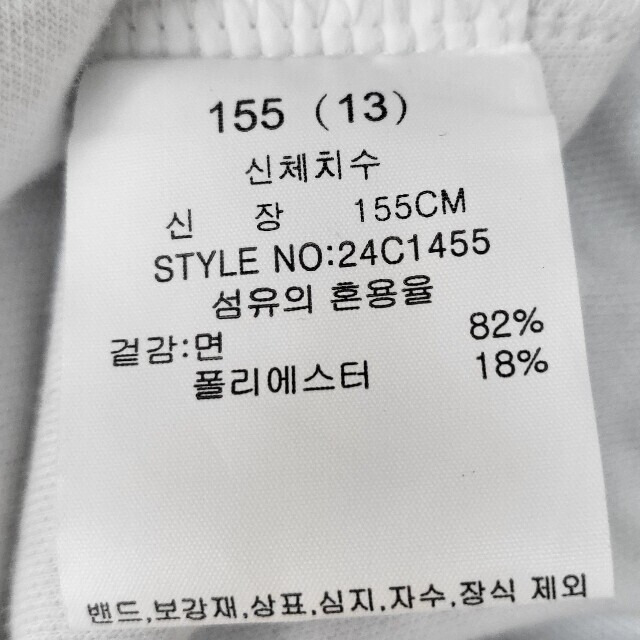 155 (13)
신체치수
신 장 155CM
STYLE NO:24C1455
섬유의 혼용율
겉감:면 82%
폴리에스터 18%
밴드,보강재,상표,심지,자수,장식 제외